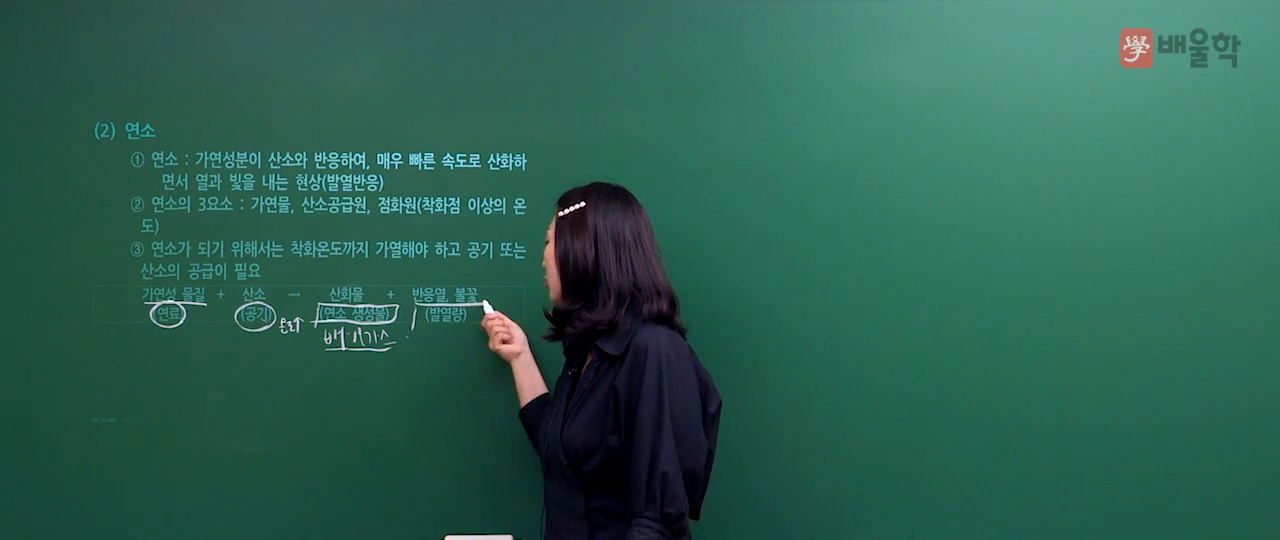 學 배울학
(2) 연소
① 연소 : 가연성분이 산소와 반응하여, 매우 빠른 속도로 산화하
면서 열과 빛을 내는 현상(발열반응)
② 연소의 3요소 : 가연물, 산소공급원, 점화원(착화점 이상의 온
도)
③ 연소가 되기 위해서는 착화온도까지 가열해야 하고 공기 또는
산소의 공급이 필요
가연성 물질 + 산소 → 산화물 + 반응열, 불꽃
(연료) (공기) 온도↑ (연소 생성물) (발열량)
배기가스